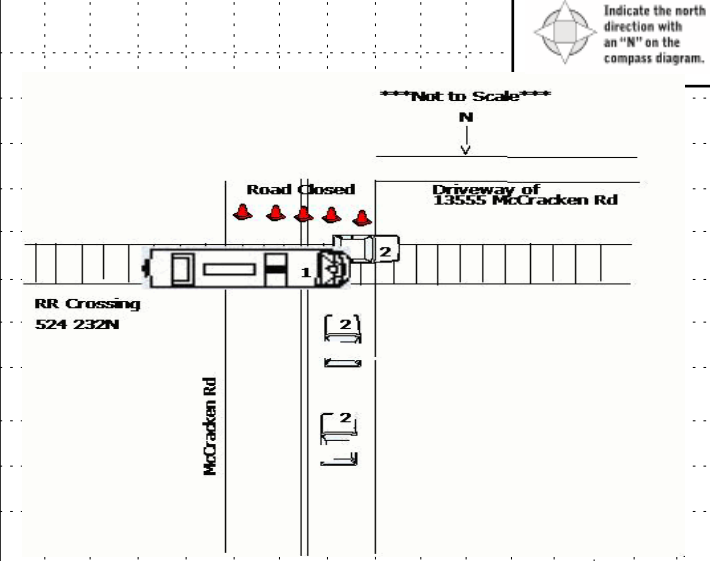 Indicate the north
direction with
an "N" on the
compass diagram.
***Not to Scale***
N
Road Closed
Driveway of
13555 McCracken Rd
2
1
RR Crossing
524 232N
2
McCracken Rd
2